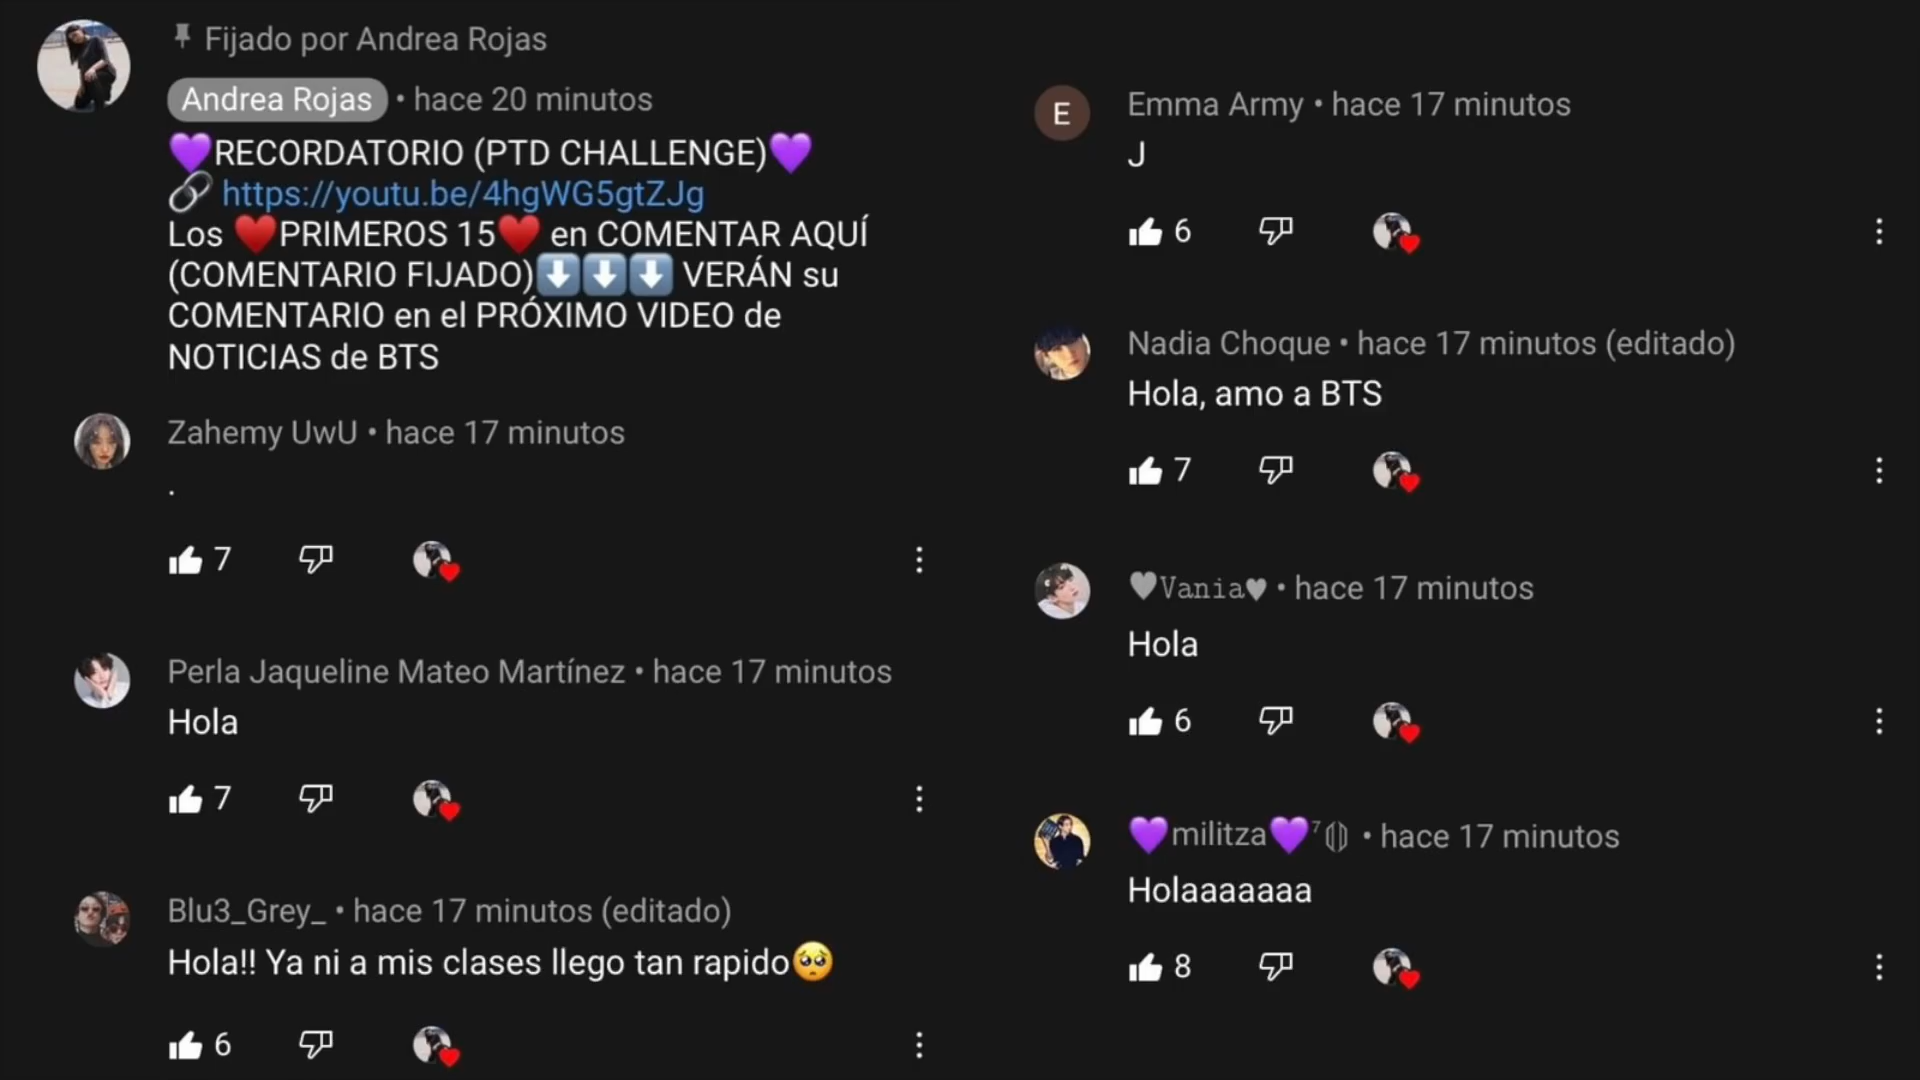 Fijado por Andrea Rojas
Andrea Rojas • hace 20 minutos
💜RECORDATORIO (PTD CHALLENGE)💜
🔗 https://youtu.be/4hgWG5gtZJg
Los ♥️PRIMEROS 15♥️ en COMENTAR AQUÍ
(COMENTARIO FIJADO)⬇️⬇️⬇️ VERÁN su
COMENTARIO en el PRÓXIMO VIDEO de
NOTICIAS de BTS
Zahemy UwU • hace 17 minutos
.
7
Perla Jaqueline Mateo Martínez • hace 17 minutos
Hola
7
Blu3_Grey_ • hace 17 minutos (editado)
Hola!! Ya ni a mis clases llego tan rapido🥺
6
E
Emma Army • hace 17 minutos
J
6
Nadia Choque • hace 17 minutos (editado)
Hola, amo a BTS
7
♥𝚅𝚊𝚗𝚒𝚊♥ • hace 17 minutos
Hola
6
💜militza💜⁷⟬⟭ • hace 17 minutos
Holaaaaaaa
8